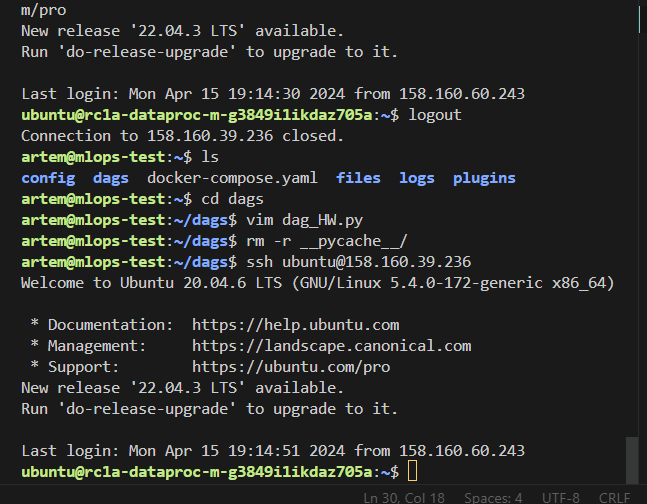 m/pro
New release '22.04.3 LTS' available.
Run 'do-release-upgrade' to upgrade to it.
Last login: Mon Apr 15 19:14:30 2024 from 158.160.60.243
ubuntu@rc1a-dataproc-m-g3849i1ikdaz705a:~$ logout
Connection to 158.160.39.236 closed.
artem@mlops-test:~$ ls
config  dags  docker-compose.yaml  files  logs  plugins
artem@mlops-test:~$ cd dags
artem@mlops-test:~/dags$ vim dag_HW.py
artem@mlops-test:~/dags$ rm -r __pycache__/
artem@mlops-test:~/dags$ ssh ubuntu@158.160.39.236
Welcome to Ubuntu 20.04.6 LTS (GNU/Linux 5.4.0-172-generic x86_64)
* Documentation:  https://help.ubuntu.com
* Management:     https://landscape.canonical.com
* Support:        https://ubuntu.com/pro
New release '22.04.3 LTS' available.
Run 'do-release-upgrade' to upgrade to it.
Last login: Mon Apr 15 19:14:51 2024 from 158.160.60.243
ubuntu@rc1a-dataproc-m-g3849i1ikdaz705a:~$
Ln 30, Col 18  Spaces: 4  UTF-8  CRLF